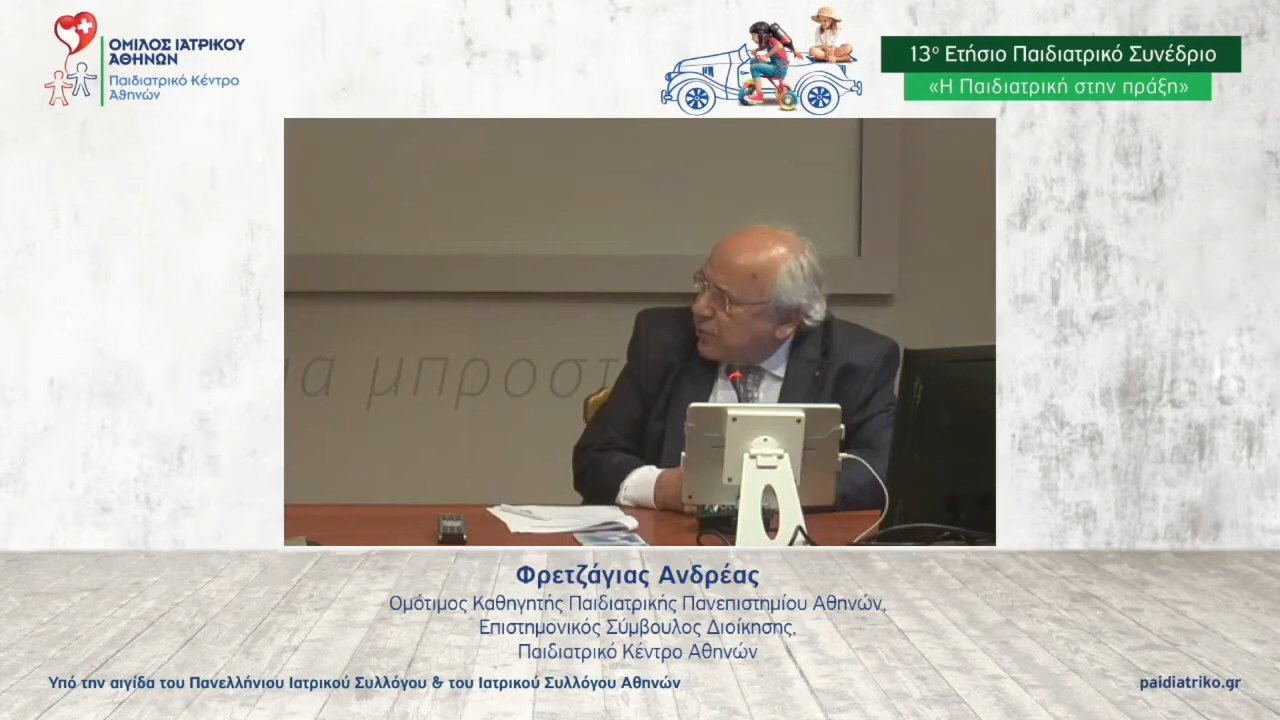 ΟΜΙΛΟΣ ΙΑΤΡΙΚΟΥ
ΑΘΗΝΩΝ
Παιδιατρικό Κέντρο
Αθηνών
13ο Ετήσιο Παιδιατρικό Συνέδριο
«Η Παιδιατρική στην πράξη»
μπροστ
Φρετζάγιας Ανδρέας
Ομότιμος Καθηγητής Παιδιατρικής Πανεπιστημίου Αθηνών,
Επιστημονικός Σύμβουλος Διοίκησης,
Παιδιατρικό Κέντρο Αθηνών
Υπό την αιγίδα του Πανελλήνιου Ιατρικού Συλλόγου & του Ιατρικού Συλλόγου Αθηνών
paidiatriko.gr